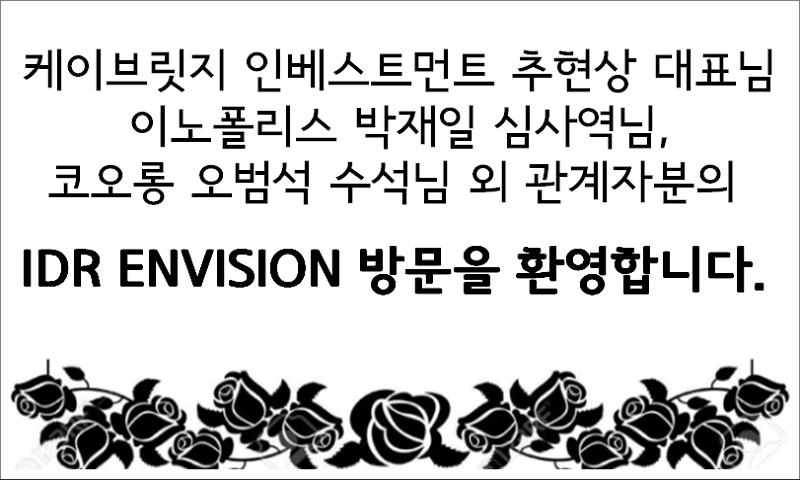 케이브릿지 인베스트먼트 추현상 대표님
이노폴리스 박재일 심사역님,
코오롱 오범석 수석님 외 관계자분의
IDR ENVISION 방문을 환영합니다.